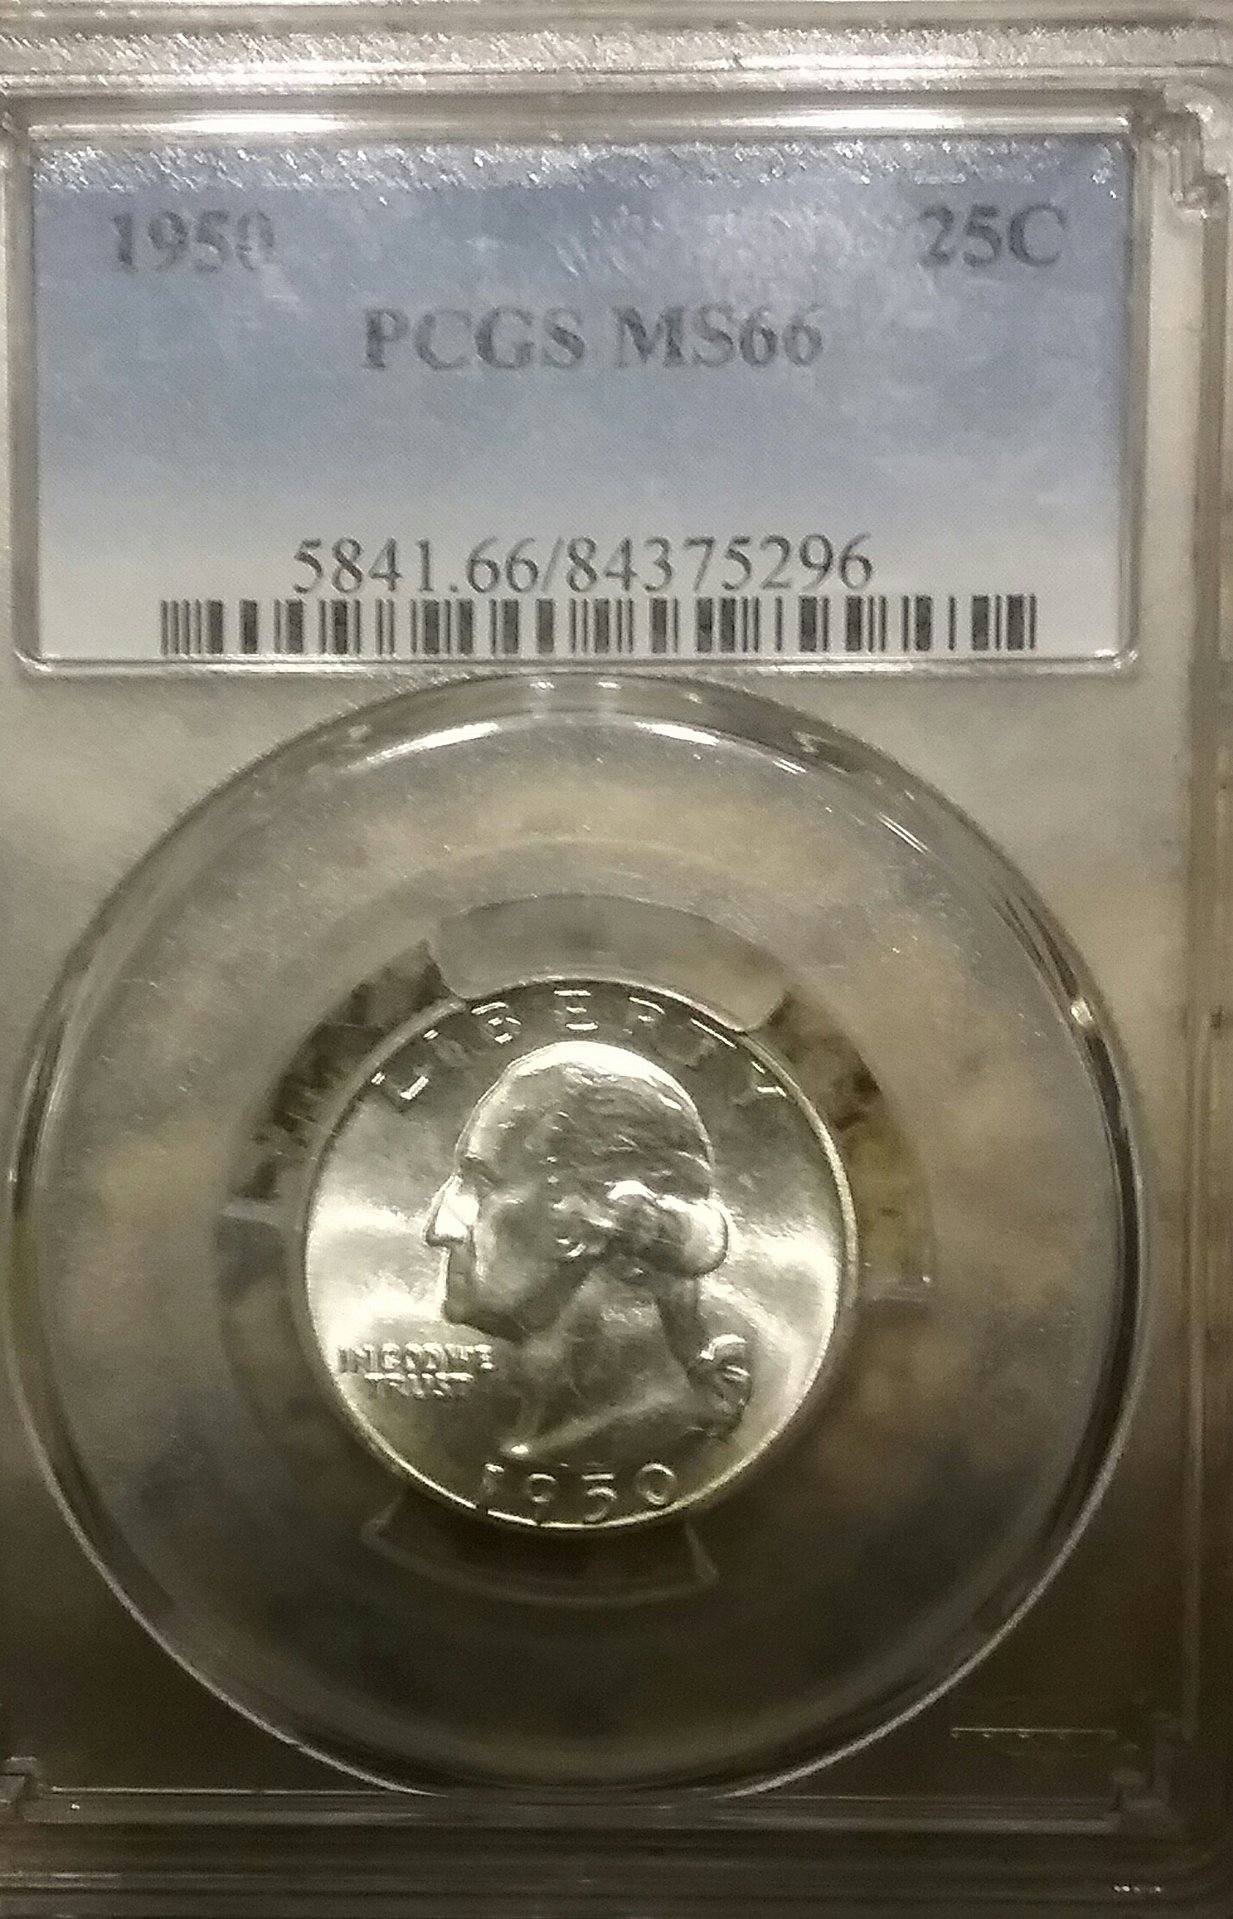 1950 25C
PCGS MS66
5841.66/84375296
LIBERTY
IN GOD WE
TRUST
1950